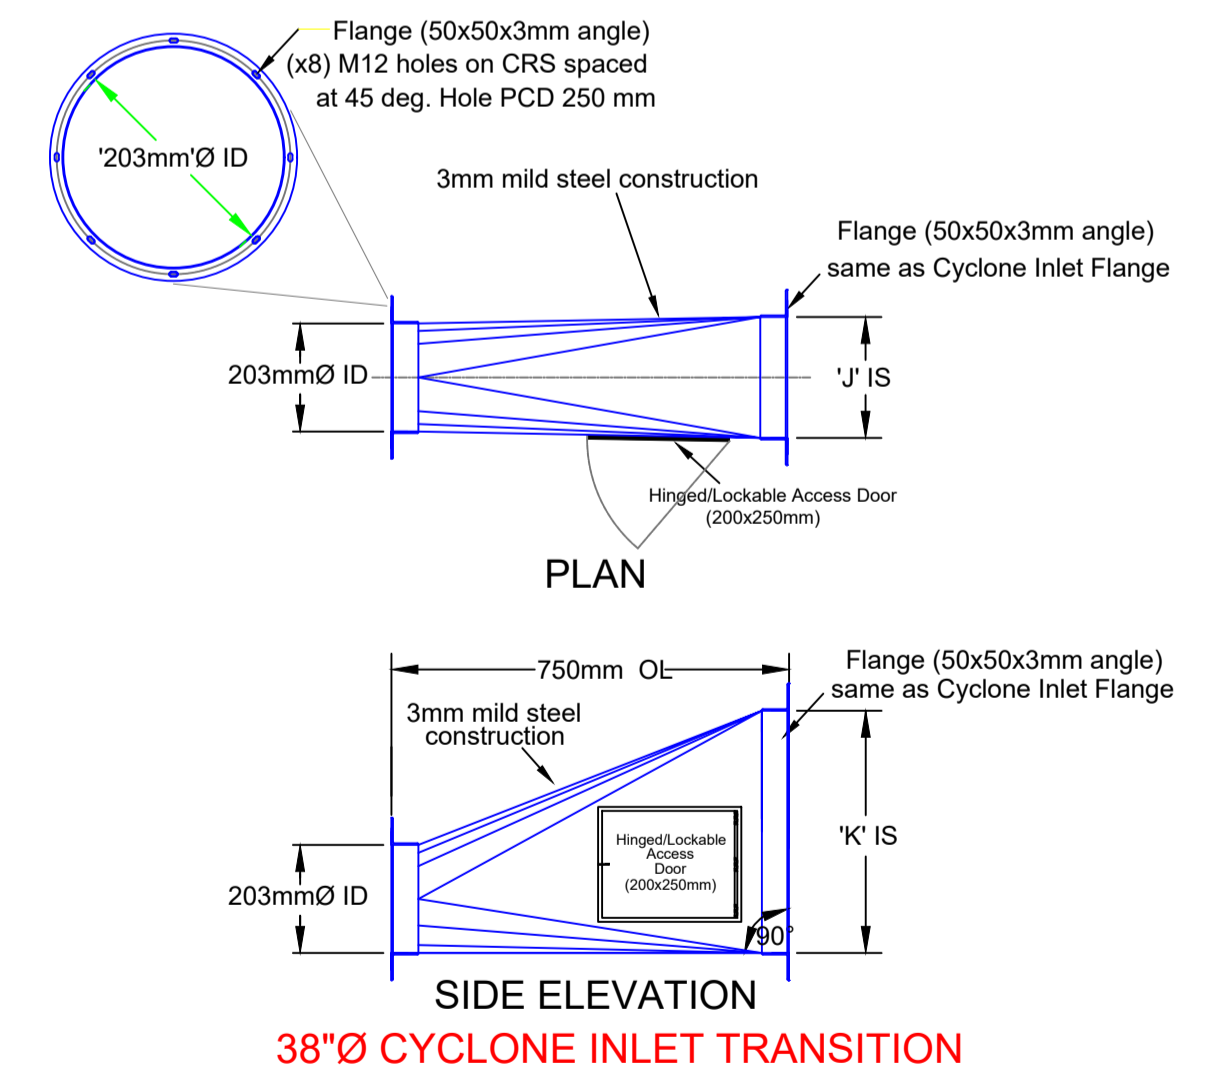 Flange (50x50x3mm angle)
(x8) M12 holes on CRS spaced
at 45 deg. Hole PCD 250 mm
'203mm'Ø ID
3mm mild steel construction
Flange (50x50x3mm angle)
same as Cyclone Inlet Flange
203mmØ ID
'J' IS
Hinged/Lockable Access Door
(200x250mm)
PLAN
750mm OL
Flange (50x50x3mm angle)
same as Cyclone Inlet Flange
3mm mild steel
construction
Hinged/Lockable
Access
Door
(200x250mm)
'K' IS
203mmØ ID
90°
SIDE ELEVATION
38"Ø CYCLONE INLET TRANSITION